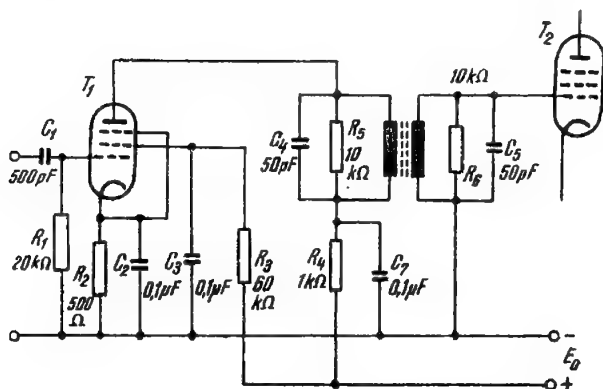 T₁
T₂
C₁
500pF
R₁
20kΩ
R₂
500
Ω
C₂
0,1μF
C₃
0,1μF
R₃
60
kΩ
C₄
50pF
R₅
10
kΩ
R₄
1kΩ
C₇
0,1μF
10kΩ
R₆
C₅
50pF
−
Eₐ
+